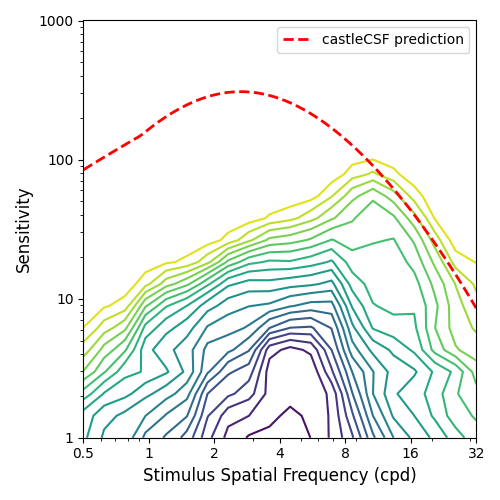 1000
castleCSF prediction
100
10
1
Sensitivity
0.5 1 2 4 8 16 32
Stimulus Spatial Frequency (cpd)